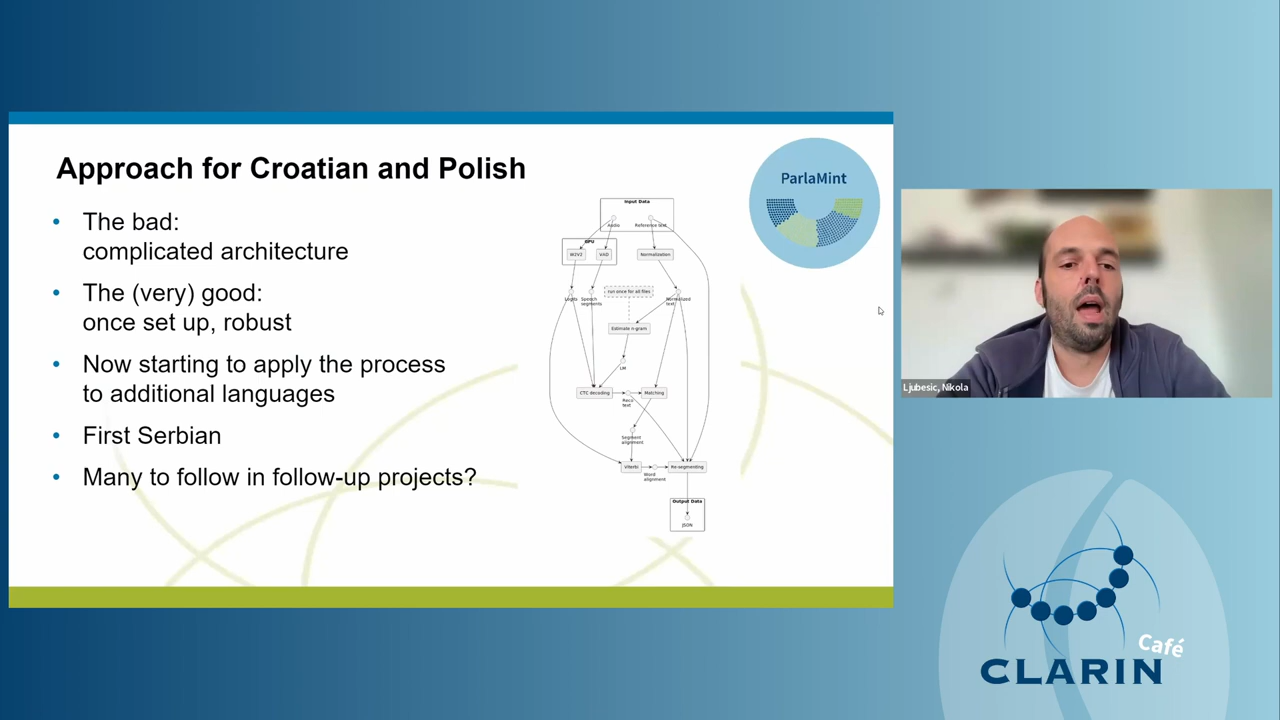 Approach for Croatian and Polish
• The bad:
complicated architecture
• The (very) good:
once set up, robust
• Now starting to apply the process
to additional languages
• First Serbian
• Many to follow in follow-up projects?
ParlaMint
Input Data
Audio Reference text
GPU
W2V2 VAD Normalization
Logits Speech
segments
run once for all files
Normalized
text
Estimate n-gram
LM
CTC decoding
Reco
text
Matching
Segment
alignment
Viterbi
Word
alignment
Re-segmenting
Output Data
JSON
Ljubesic, Nikola
Café
CLARIN